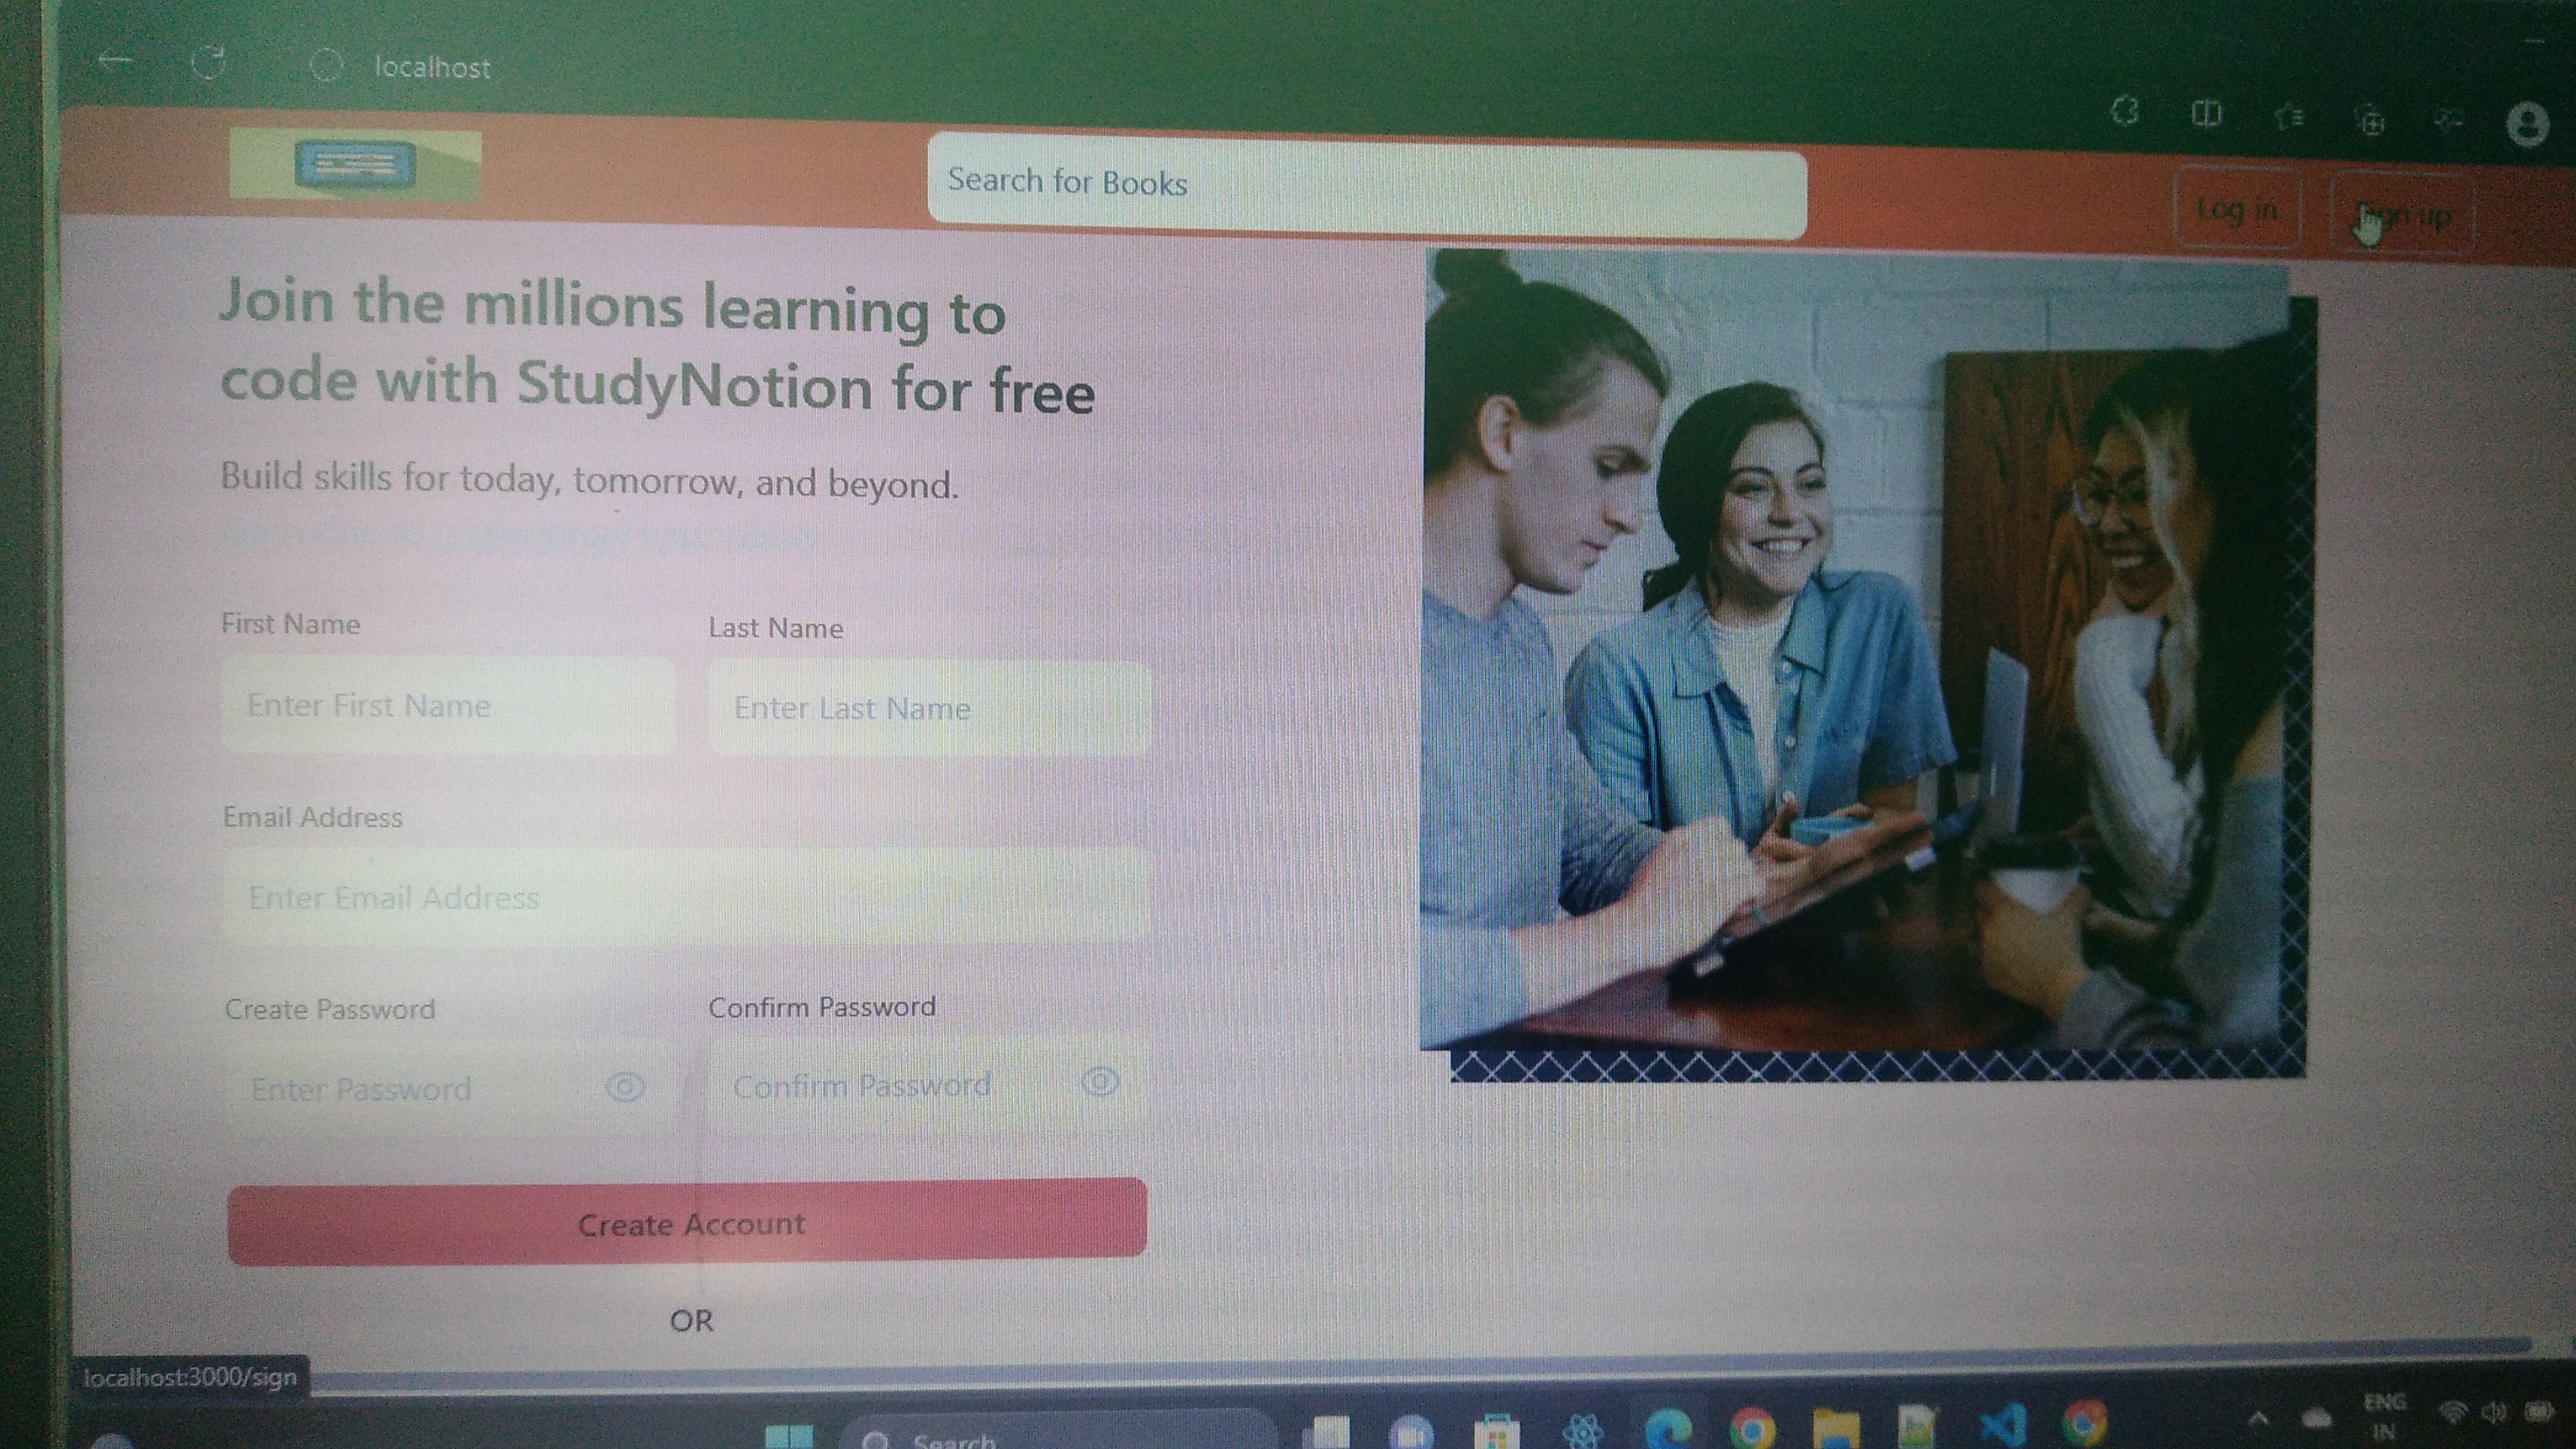 localhost
Search for Books
Log in
Sign up
Join the millions learning to
code with StudyNotion for free
Build skills for today, tomorrow, and beyond.
First Name
Last Name
Enter First Name
Enter Last Name
Email Address
Enter Email Address
Create Password
Confirm Password
Enter Password
Confirm Password
Create Account
OR
localhost:3000/sign
Search
ENG
IN